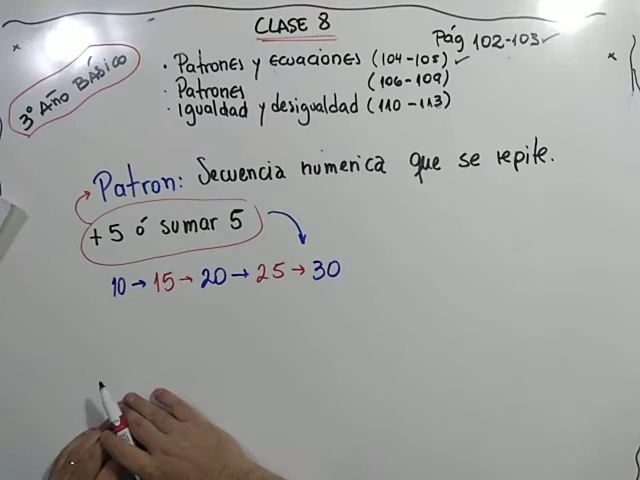 CLASE 8
Pág 102-103 ✓
3° AÑO BÁSICO
· Patrones y Ecuaciones (104-105) ✓
· Patrones (106-109)
· Igualdad y desigualdad (110-113)
Patron: Secuencia númerica que se repite.
+5 ó sumar 5
10→15→20→25→30